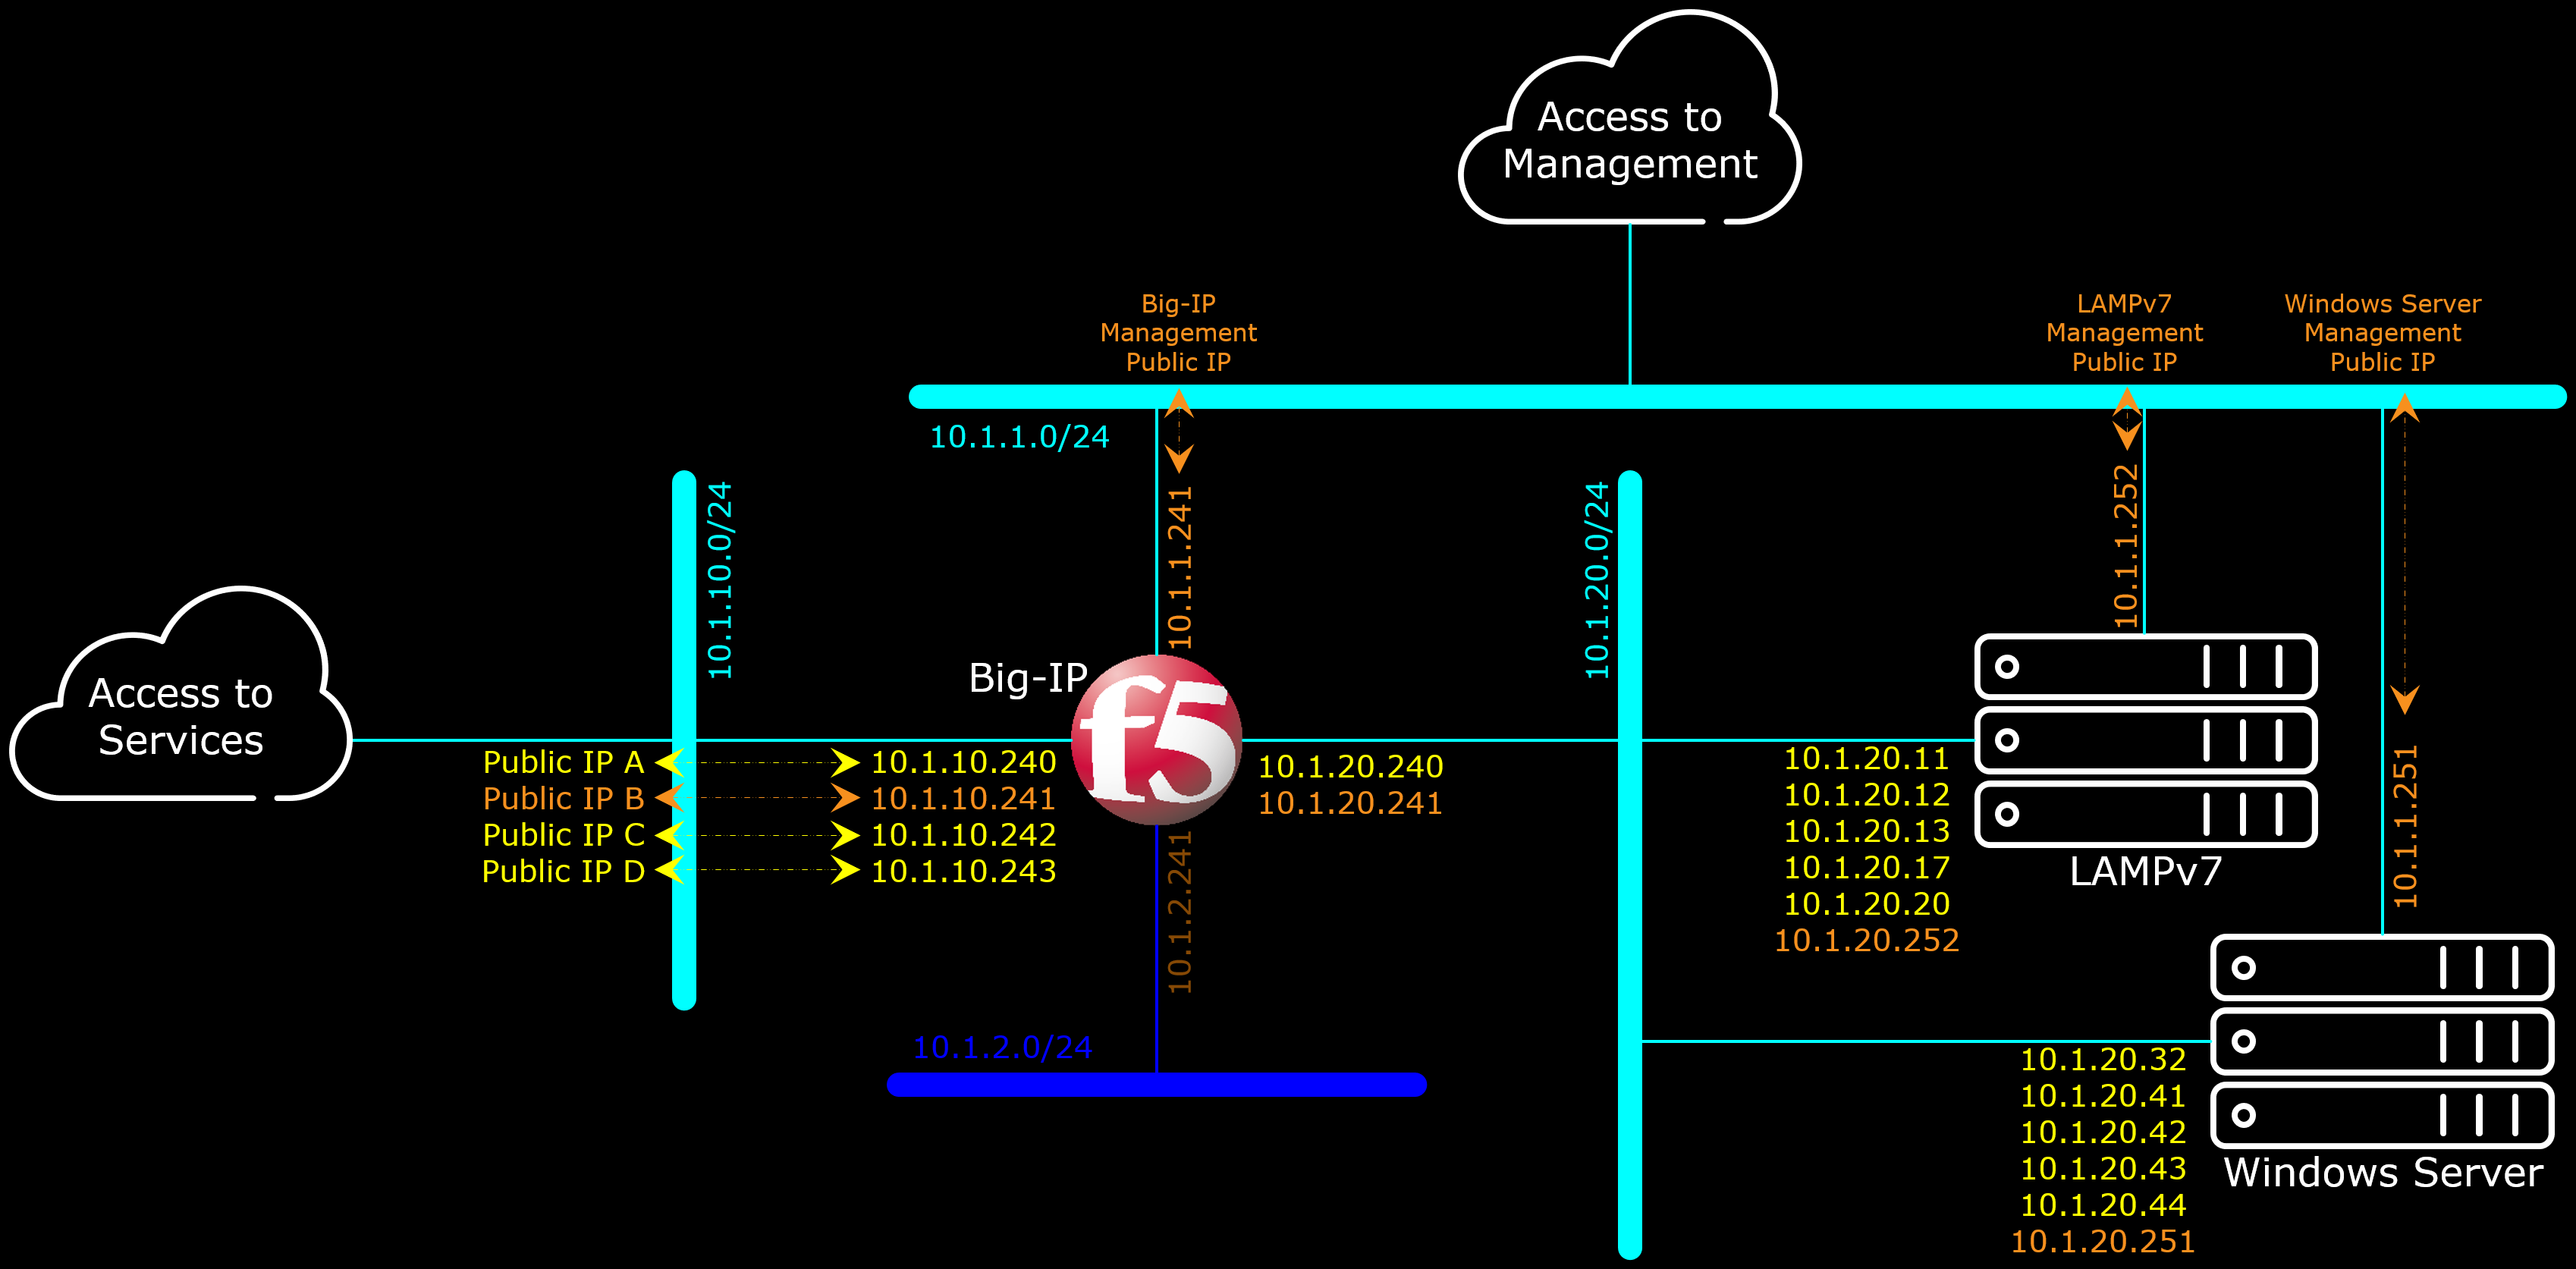 Access to
Management
Big-IP
Management
Public IP
LAMPv7
Management
Public IP
Windows Server
Management
Public IP
10.1.1.0/24
10.1.10.0/24
10.1.1.241
10.1.20.0/24
10.1.1.252
10.1.1.251
Access to
Services
Big-IP
f5
Public IP A
10.1.10.240
Public IP B
10.1.10.241
Public IP C
10.1.10.242
Public IP D
10.1.10.243
10.1.20.240
10.1.20.241
10.1.2.241
10.1.2.0/24
10.1.20.11
10.1.20.12
10.1.20.13
10.1.20.17
10.1.20.20
10.1.20.252
LAMPv7
10.1.20.32
10.1.20.41
10.1.20.42
10.1.20.43
10.1.20.44
10.1.20.251
Windows Server